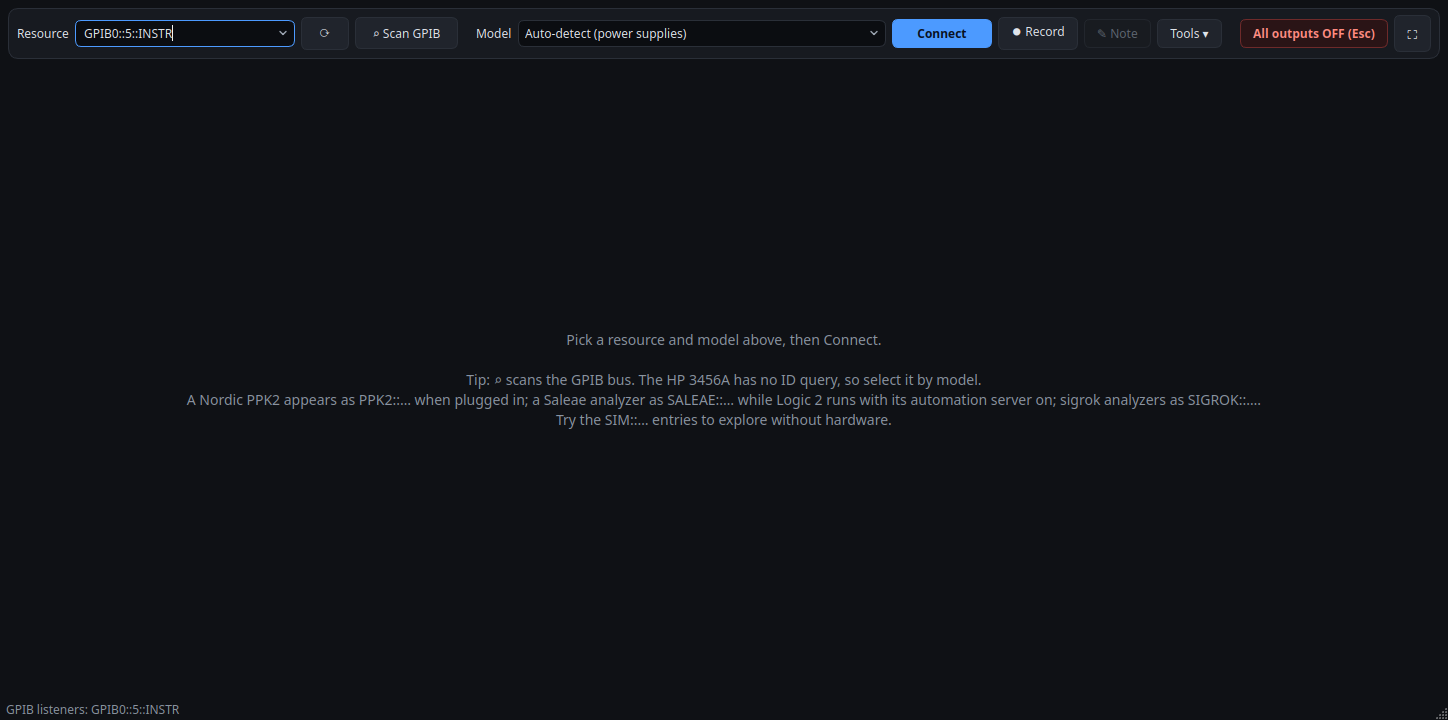 Resource GPIB0::5::INSTR ⟳ ⌕ Scan GPIB Model Auto-detect (power supplies) Connect ● Record ✎ Note Tools ▾ All outputs OFF (Esc) ⛶
Pick a resource and model above, then Connect.
Tip: ⌕ scans the GPIB bus. The HP 3456A has no ID query, so select it by model.
A Nordic PPK2 appears as PPK2::… when plugged in; a Saleae analyzer as SALEAE::… while Logic 2 runs with its automation server on; sigrok analyzers as SIGROK::….
Try the SIM::… entries to explore without hardware.
GPIB listeners: GPIB0::5::INSTR